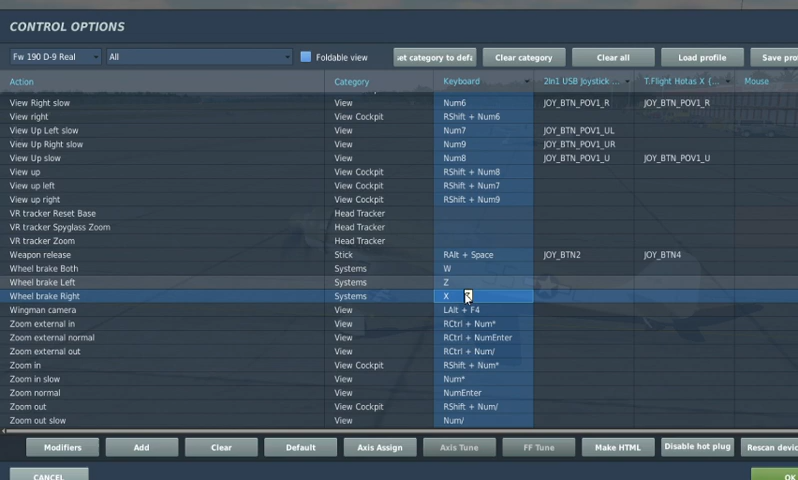 CONTROL OPTIONS
Fw 190 D-9 Real All Foldable view set category to defa Clear category Clear all Load profile Save pro
Action Category Keyboard 2In1 USB Joystick ... T.Flight Hotas X {... Mouse
View Right slow View Num6 JOY_BTN_POV1_R JOY_BTN_POV1_R
View right View Cockpit RShift + Num6
View Up Left slow View Num7 JOY_BTN_POV1_UL
View Up Right slow View Num9 JOY_BTN_POV1_UR
View Up slow View Num8 JOY_BTN_POV1_U JOY_BTN_POV1_U
View up View Cockpit RShift + Num8
View up left View Cockpit RShift + Num7
View up right View Cockpit RShift + Num9
VR tracker Reset Base Head Tracker
VR tracker Spyglass Zoom Head Tracker
VR tracker Zoom Head Tracker
Weapon release Stick RAlt + Space JOY_BTN2 JOY_BTN4
Wheel brake Both Systems W
Wheel brake Left Systems Z
Wheel brake Right Systems X
Wingman camera View LAlt + F4
Zoom external in View RCtrl + Num*
Zoom external normal View RCtrl + NumEnter
Zoom external out View RCtrl + Num/
Zoom in View Cockpit RShift + Num*
Zoom in slow View Num*
Zoom normal View NumEnter
Zoom out View Cockpit RShift + Num/
Zoom out slow View Num/
Modifiers Add Clear Default Axis Assign Axis Tune FF Tune Make HTML Disable hot plug Rescan devic
CANCEL OK